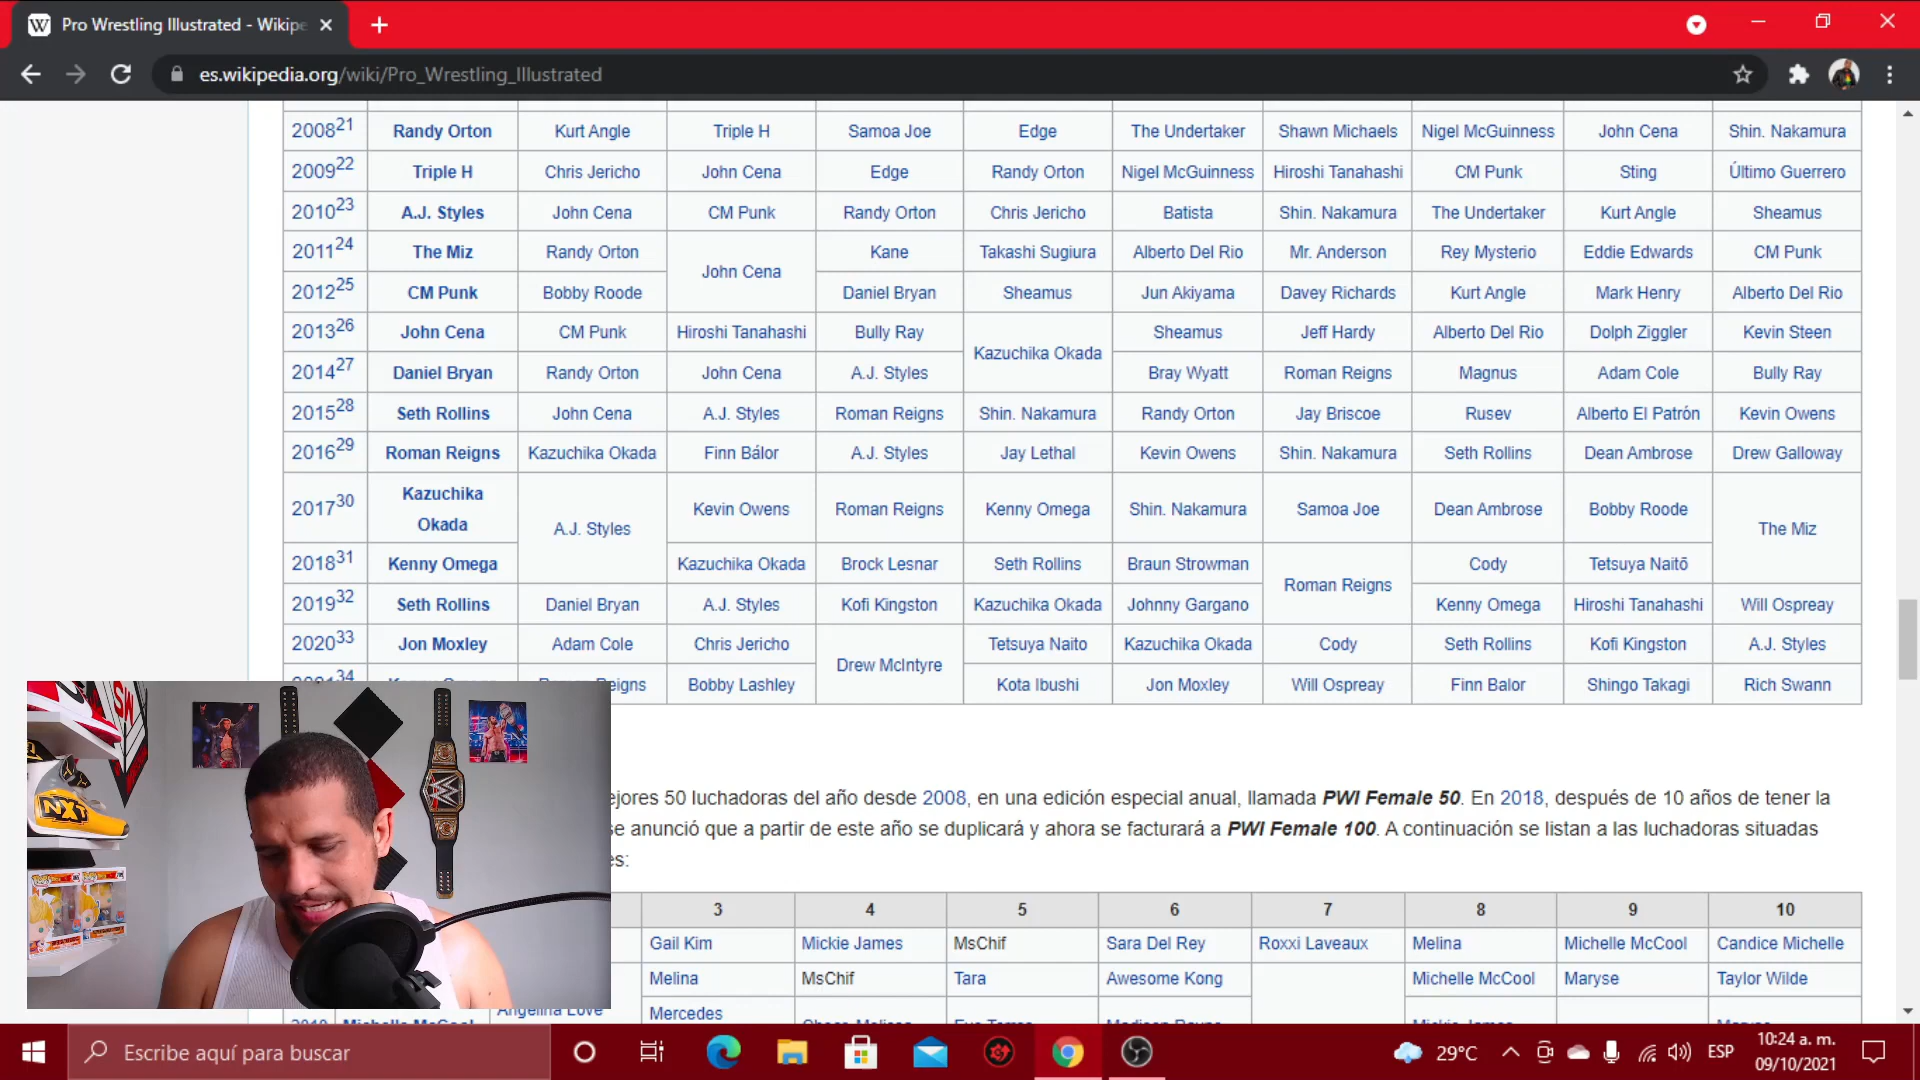 Pro Wrestling Illustrated - Wikipe
es.wikipedia.org/wiki/Pro_Wrestling_Illustrated
2008 21 Randy Orton Kurt Angle Triple H Samoa Joe Edge The Undertaker Shawn Michaels Nigel McGuinness John Cena Shin. Nakamura
2009 22 Triple H Chris Jericho John Cena Edge Randy Orton Nigel McGuinness Hiroshi Tanahashi CM Punk Sting Último Guerrero
2010 23 A.J. Styles John Cena CM Punk Randy Orton Chris Jericho Batista Shin. Nakamura The Undertaker Kurt Angle Sheamus
2011 24 The Miz Randy Orton John Cena Kane Takashi Sugiura Alberto Del Rio Mr. Anderson Rey Mysterio Eddie Edwards CM Punk
2012 25 CM Punk Bobby Roode Daniel Bryan Sheamus Jun Akiyama Davey Richards Kurt Angle Mark Henry Alberto Del Rio
2013 26 John Cena CM Punk Hiroshi Tanahashi Bully Ray Kazuchika Okada Sheamus Jeff Hardy Alberto Del Rio Dolph Ziggler Kevin Steen
2014 27 Daniel Bryan Randy Orton John Cena A.J. Styles Bray Wyatt Roman Reigns Magnus Adam Cole Bully Ray
2015 28 Seth Rollins John Cena A.J. Styles Roman Reigns Shin. Nakamura Randy Orton Jay Briscoe Rusev Alberto El Patrón Kevin Owens
2016 29 Roman Reigns Kazuchika Okada Finn Bálor A.J. Styles Jay Lethal Kevin Owens Shin. Nakamura Seth Rollins Dean Ambrose Drew Galloway
2017 30 Kazuchika Okada A.J. Styles Kevin Owens Roman Reigns Kenny Omega Shin. Nakamura Samoa Joe Dean Ambrose Bobby Roode The Miz
2018 31 Kenny Omega Kazuchika Okada Brock Lesnar Seth Rollins Braun Strowman Roman Reigns Cody Tetsuya Naitō
2019 32 Seth Rollins Daniel Bryan A.J. Styles Kofi Kingston Kazuchika Okada Johnny Gargano Kenny Omega Hiroshi Tanahashi Will Ospreay
2020 33 Jon Moxley Adam Cole Chris Jericho Drew McIntyre Tetsuya Naito Kazuchika Okada Cody Seth Rollins Kofi Kingston A.J. Styles
34 eigns Bobby Lashley Kota Ibushi Jon Moxley Will Ospreay Finn Balor Shingo Takagi Rich Swann
ejores 50 luchadoras del año desde 2008, en una edición especial anual, llamada PWI Female 50. En 2018, después de 10 años de tener la
se anunció que a partir de este año se duplicará y ahora se facturará a PWI Female 100. A continuación se listan a las luchadoras situadas
es:
3 4 5 6 7 8 9 10
Gail Kim Mickie James MsChif Sara Del Rey Roxxi Laveaux Melina Michelle McCool Candice Michelle
Melina MsChif Tara Awesome Kong Michelle McCool Maryse Taylor Wilde
Angelina Love Mercedes
SW
NXT
Escribe aquí para buscar
29°C
ESP
10:24 a. m.
09/10/2021